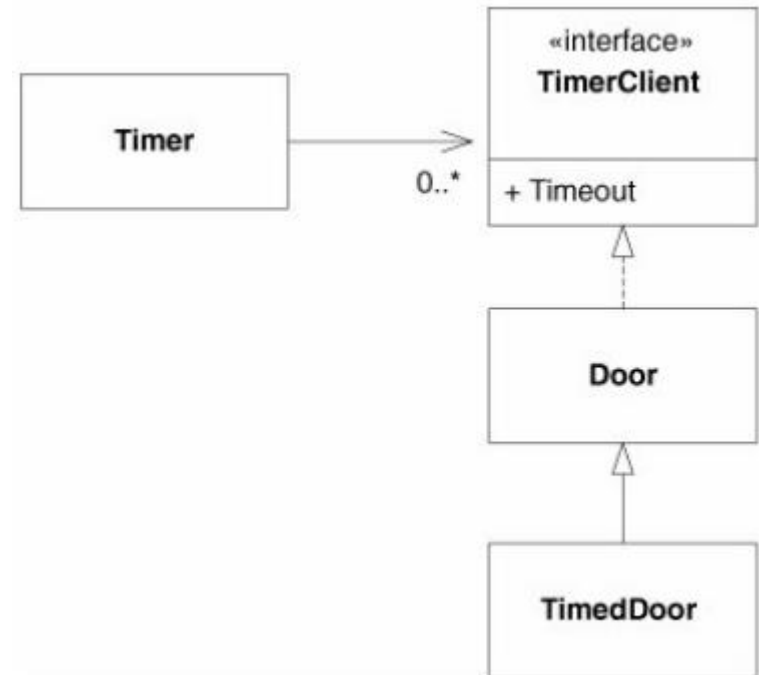 «interface»
TimerClient
Timer
0..*
+ Timeout
Door
TimedDoor